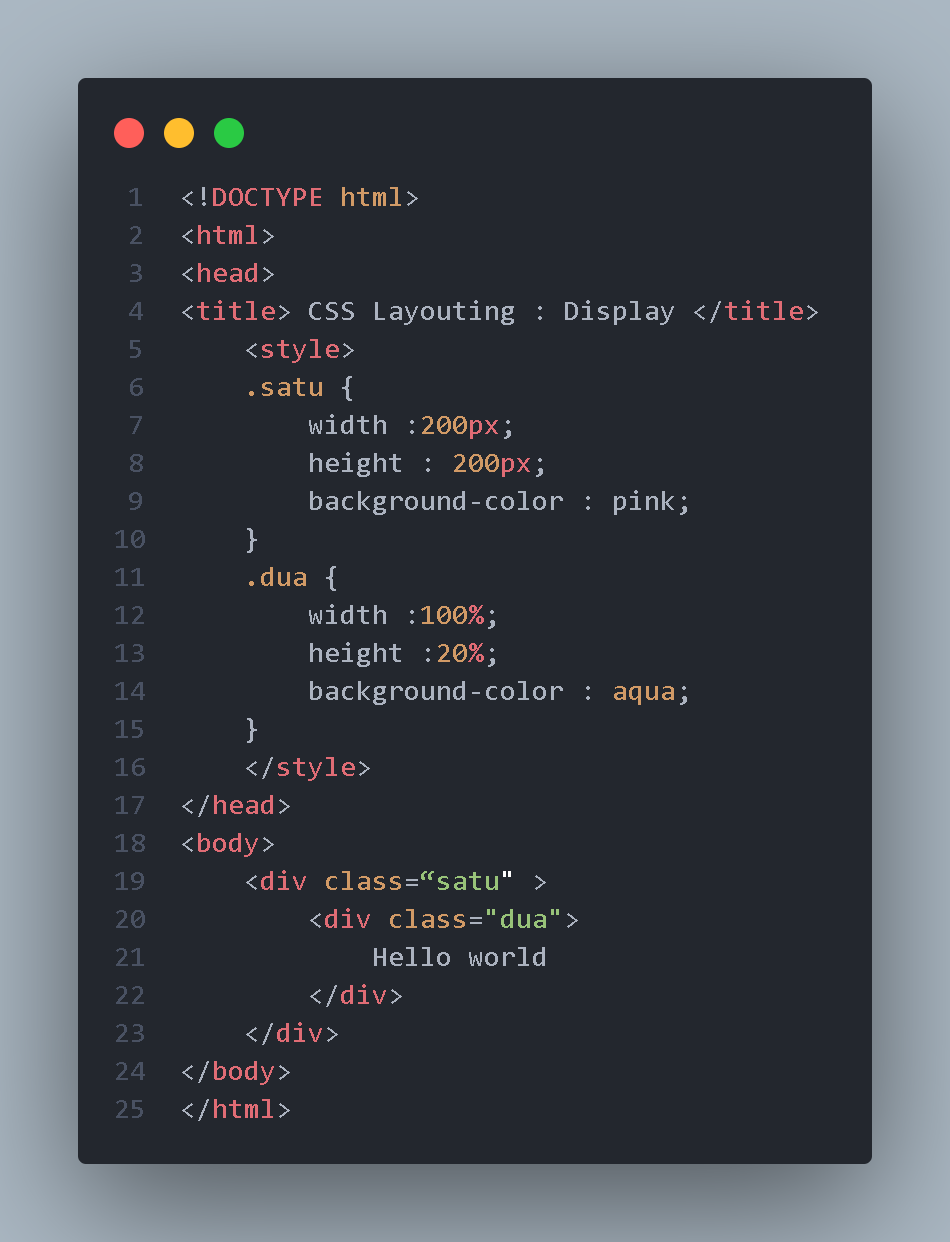 1 <!DOCTYPE html>
2 <html>
3 <head>
4 <title> CSS Layouting : Display </title>
5     <style>
6     .satu {
7         width :200px;
8         height : 200px;
9         background-color : pink;
10     }
11     .dua {
12         width :100%;
13         height :20%;
14         background-color : aqua;
15     }
16     </style>
17 </head>
18 <body>
19     <div class=“satu" >
20         <div class="dua">
21             Hello world
22         </div>
23     </div>
24 </body>
25 </html>